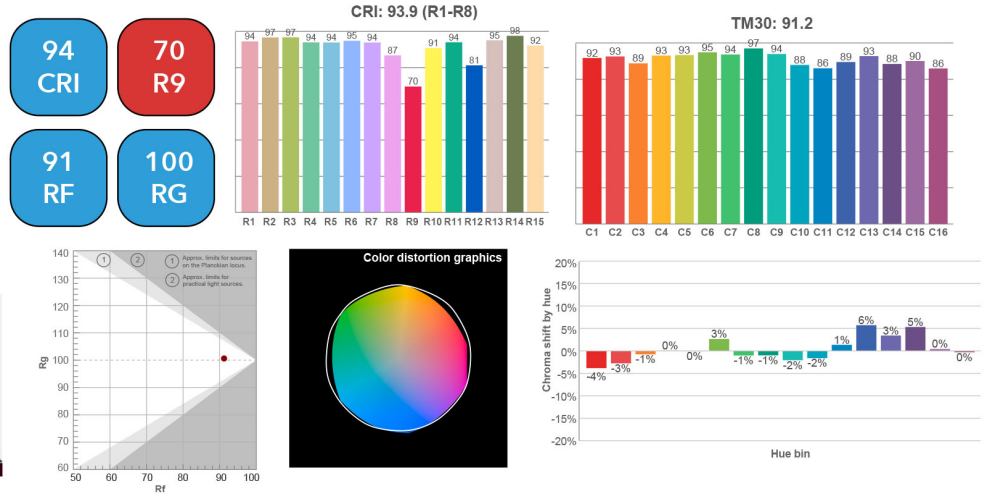 94
CRI
70
R9
91
RF
100
RG
CRI: 93.9 (R1-R8)
94 97 97 94 94 95 94 87 70 91 94 81 95 98 92
R1 R2 R3 R4 R5 R6 R7 R8 R9 R10 R11 R12 R13 R14 R15
TM30: 91.2
92 93 89 93 93 95 94 97 94 88 86 89 93 88 90 86
C1 C2 C3 C4 C5 C6 C7 C8 C9 C10 C11 C12 C13 C14 C15 C16
140
130
120
110
100
90
80
70
60
Rg
1 2
1 Approx. limits for sources
on the Planckian locus.
2 Approx. limits for
practical light sources.
50 60 70 80 90 100
Rf
Color distortion graphics
Chroma shift by hue
20%
15%
10%
5%
0%
-5%
-10%
-15%
-20%
-4% -3% -1% 0% 0% 3% -1% -1% -2% -2% 1% 6% 3% 5% 0% 0%
Hue bin